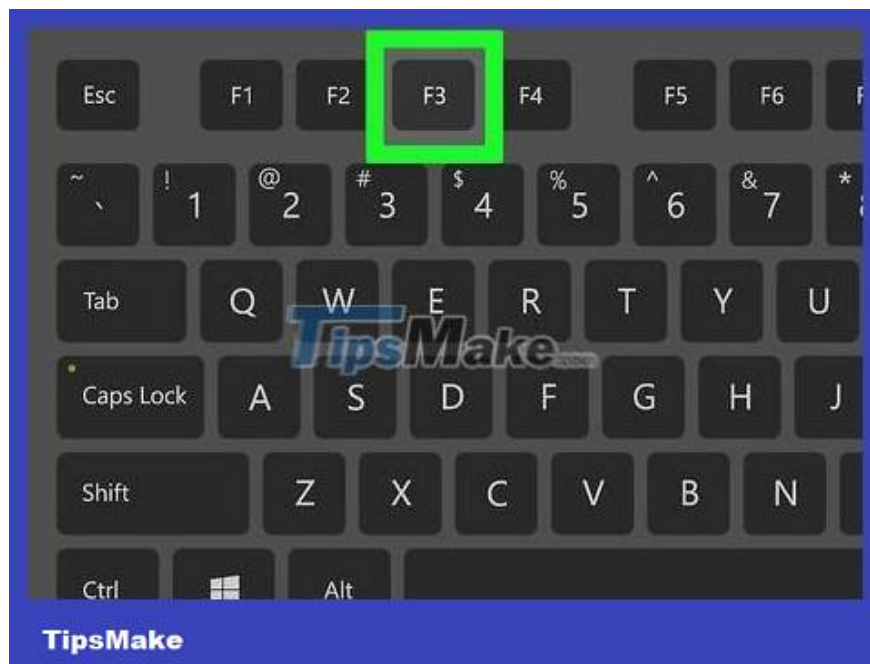 Esc F1 F2 F3 F4 F5 F6
~ ` ! 1 @ 2 # 3 $ 4 % 5 ^ 6 & 7 *
Tab Q W E R T Y U
TipsMake.com
Caps Lock A S D F G H J
Shift Z X C V B N
Ctrl Alt
TipsMake